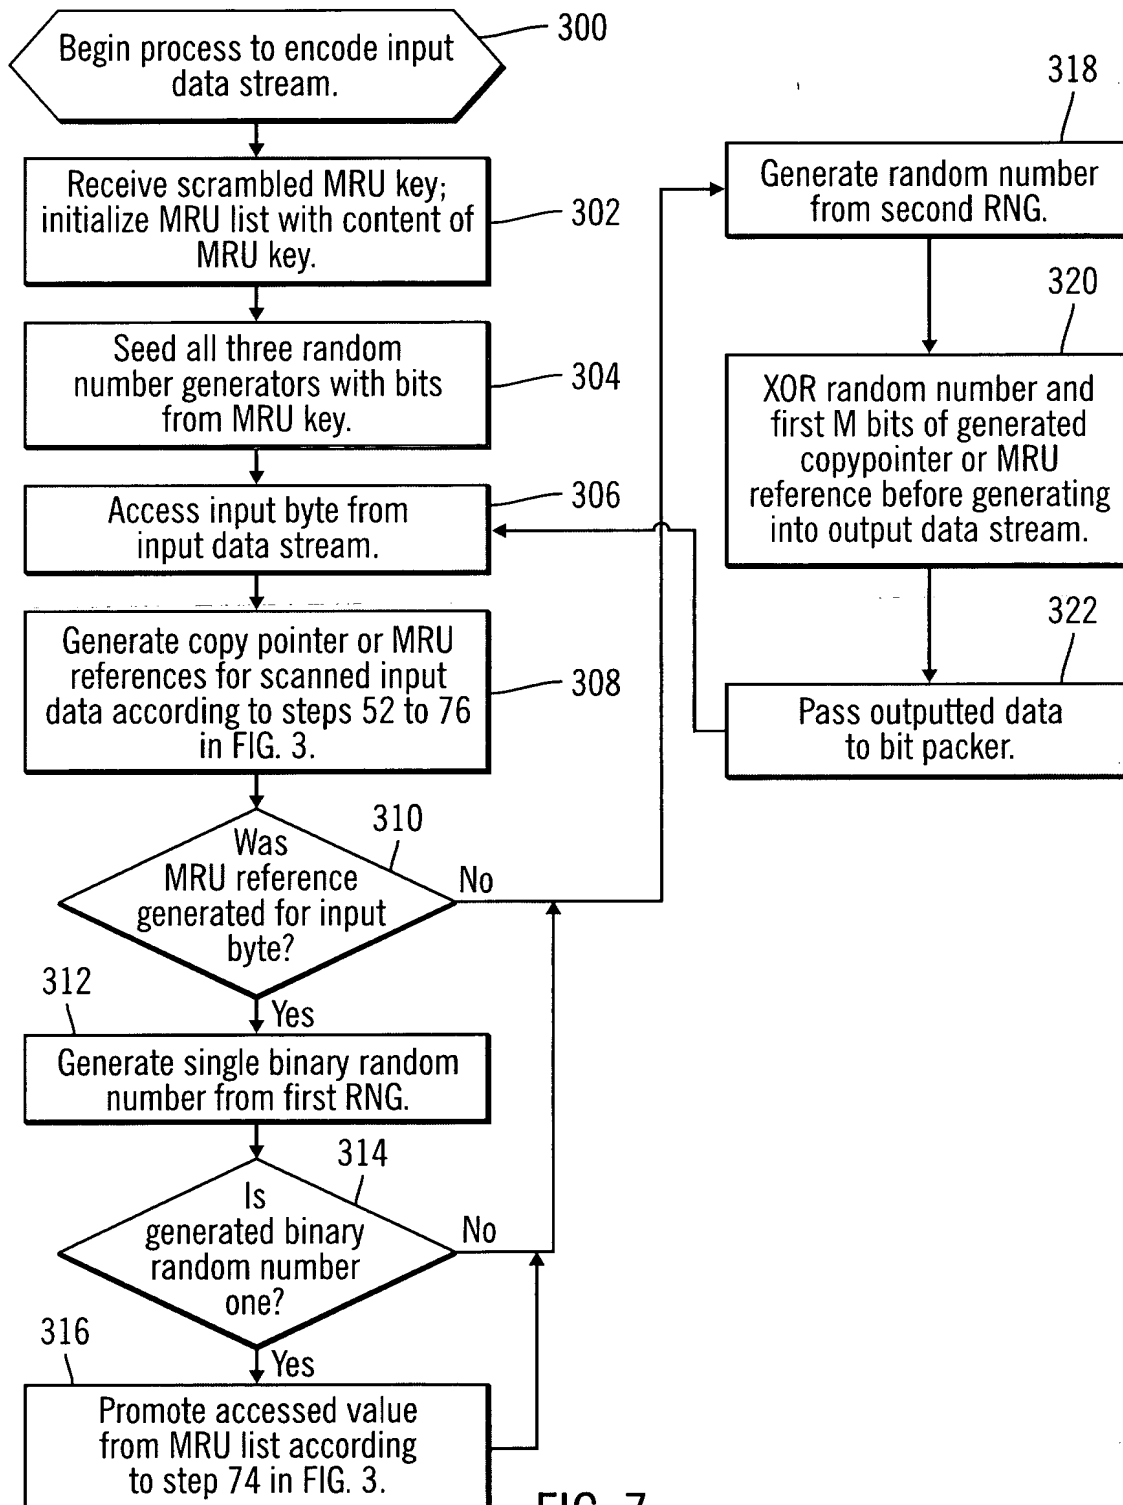 300
Begin process to encode input
data stream.
Receive scrambled MRU key;
initialize MRU list with content of
MRU key.
302
Seed all three random
number generators with bits
from MRU key.
304
306
Access input byte from
input data stream.
Generate copy pointer or MRU
references for scanned input
data according to steps 52 to 76
in FIG. 3.
308
310
Was
MRU reference
generated for input
byte?
No
Yes
312
Generate single binary random
number from first RNG.
314
Is
generated binary
random number
one?
No
Yes
316
Promote accessed value
from MRU list according
to step 74 in FIG. 3.
318
Generate random number
from second RNG.
320
XOR random number and
first M bits of generated
copypointer or MRU
reference before generating
into output data stream.
322
Pass outputted data
to bit packer.
FIG. 7